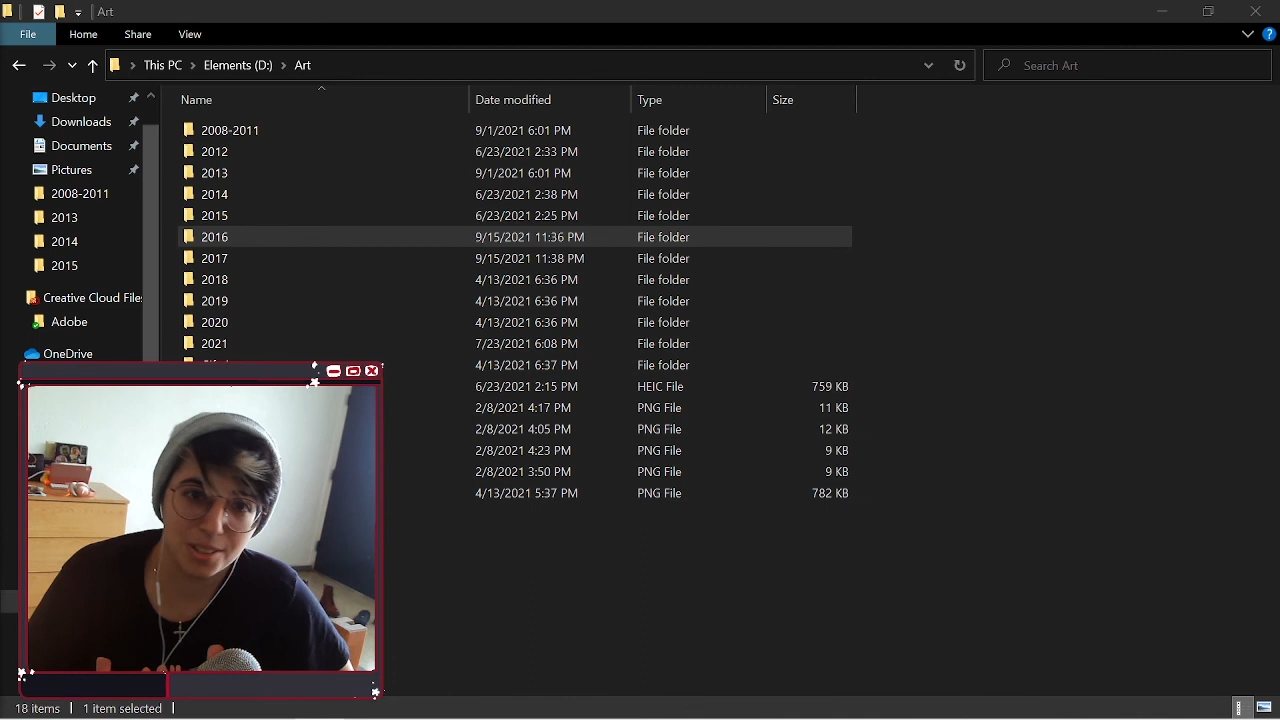 Art
File Home Share View
This PC Elements (D:) Art Search Art
Name Date modified Type Size
Desktop
Downloads
Documents
Pictures
2008-2011
2013
2014
2015
Creative Cloud Files
Adobe
OneDrive
2008-2011 9/1/2021 6:01 PM File folder
2012 6/23/2021 2:33 PM File folder
2013 9/1/2021 6:01 PM File folder
2014 6/23/2021 2:38 PM File folder
2015 6/23/2021 2:25 PM File folder
2016 9/15/2021 11:36 PM File folder
2017 9/15/2021 11:38 PM File folder
2018 4/13/2021 6:36 PM File folder
2019 4/13/2021 6:36 PM File folder
2020 4/13/2021 6:36 PM File folder
2021 7/23/2021 6:08 PM File folder
4/13/2021 6:37 PM File folder
6/23/2021 2:15 PM HEIC File 759 KB
2/8/2021 4:17 PM PNG File 11 KB
2/8/2021 4:05 PM PNG File 12 KB
2/8/2021 4:23 PM PNG File 9 KB
2/8/2021 3:50 PM PNG File 9 KB
4/13/2021 5:37 PM PNG File 782 KB
18 items 1 item selected